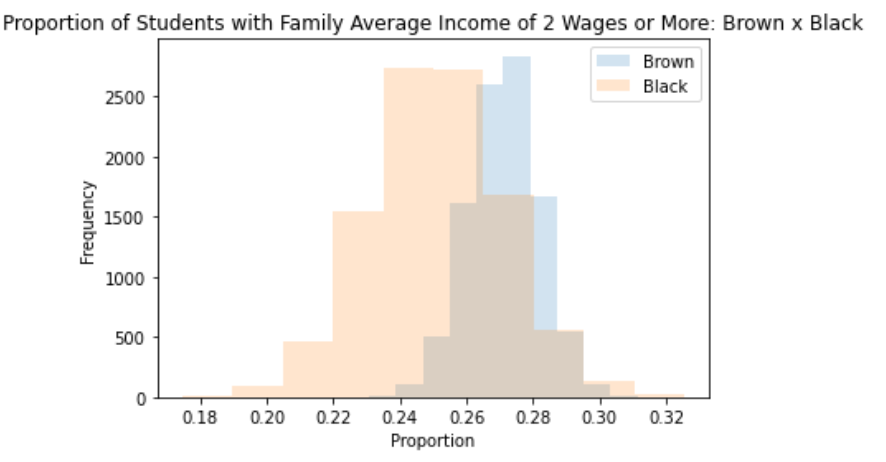 Proportion of Students with Family Average Income of 2 Wages or More: Brown x Black
Brown
Black
2500
2000
1500
1000
500
0
Frequency
0.18 0.20 0.22 0.24 0.26 0.28 0.30 0.32
Proportion